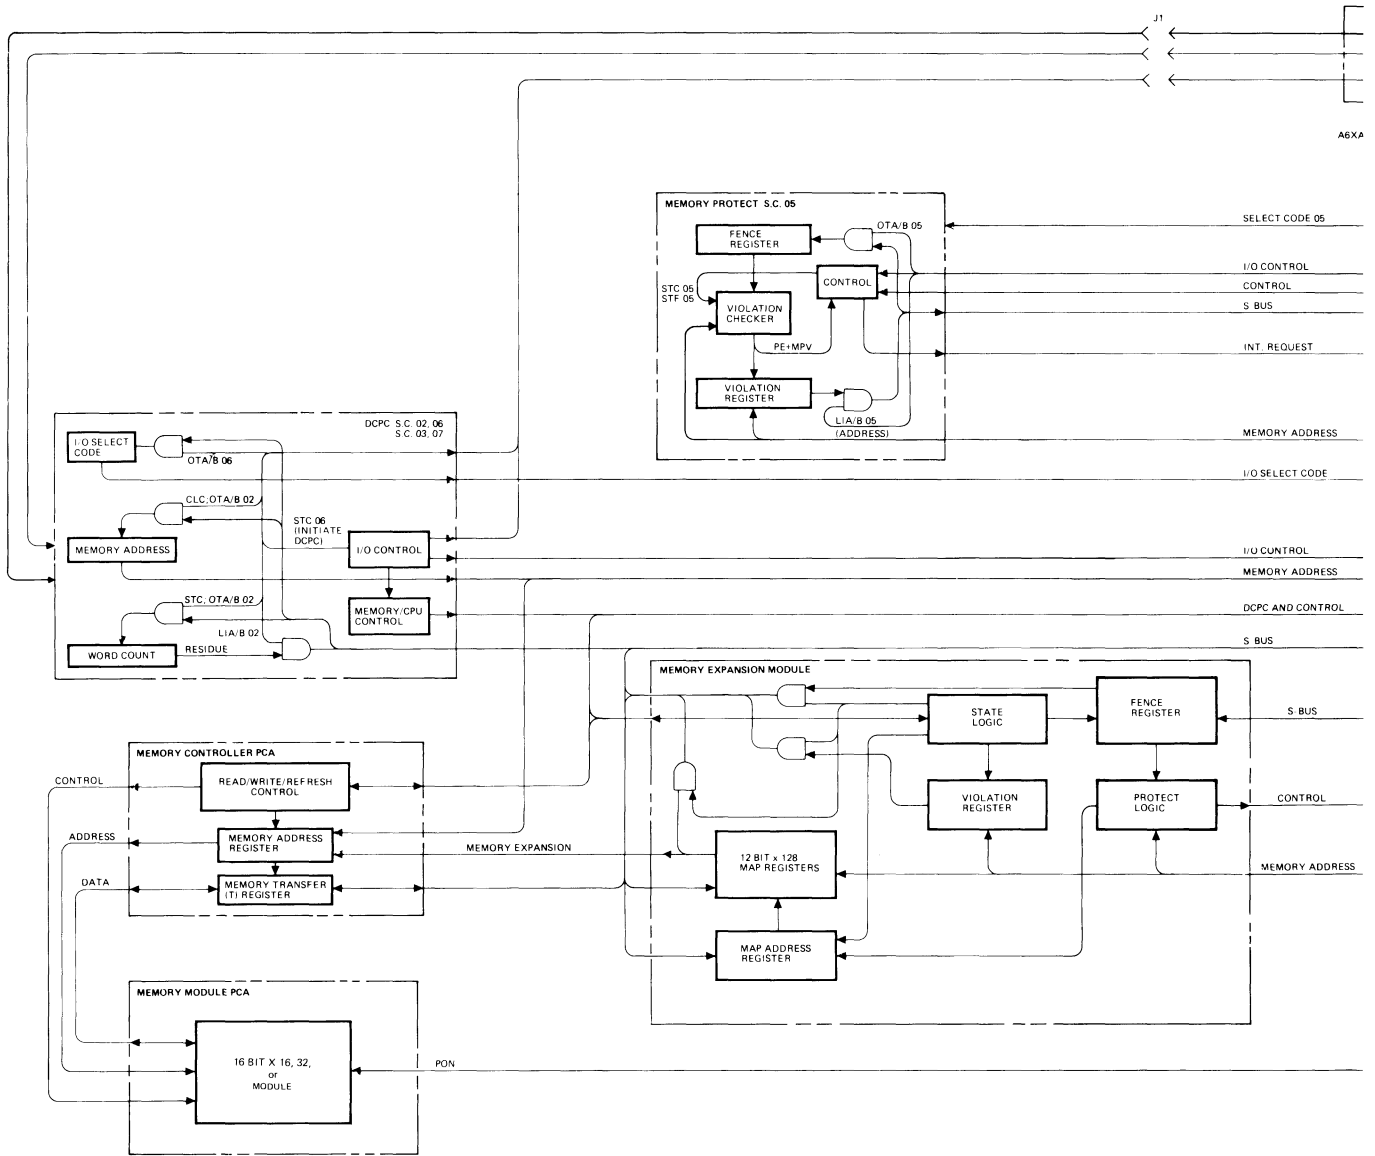 J1
A6XA
MEMORY PROTECT S.C. 05
OTA/B 05
FENCE
REGISTER
SELECT CODE 05
I/O CONTROL
CONTROL
CONTROL
S BUS
STC 05
STF 05
VIOLATION
CHECKER
PE+MPV
INT. REQUEST
VIOLATION
REGISTER
LIA/B 05
(ADDRESS)
MEMORY ADDRESS
DCPC S.C. 02, 06
S.C. 03, 07
I/O SELECT
CODE
OTA/B 06
I/O SELECT CODE
CLC; OTA/B 02
STC 06
(INITIATE
DCPC)
MEMORY ADDRESS
I/O CONTROL
I/O CONTROL
MEMORY ADDRESS
STC; OTA/B 02
MEMORY/CPU
CONTROL
DCPC AND CONTROL
LIA/B 02
WORD COUNT
RESIDUE
S BUS
MEMORY EXPANSION MODULE
STATE
LOGIC
FENCE
REGISTER
S-BUS
MEMORY CONTROLLER PCA
CONTROL
READ/WRITE/REFRESH
CONTROL
VIOLATION
REGISTER
PROTECT
LOGIC
CONTROL
ADDRESS
MEMORY ADDRESS
REGISTER
MEMORY EXPANSION
12 BIT x 128
MAP REGISTERS
MEMORY ADDRESS
DATA
MEMORY TRANSFER
(T) REGISTER
MAP ADDRESS
REGISTER
MEMORY MODULE PCA
16 BIT X 16, 32,
or
MODULE
PON